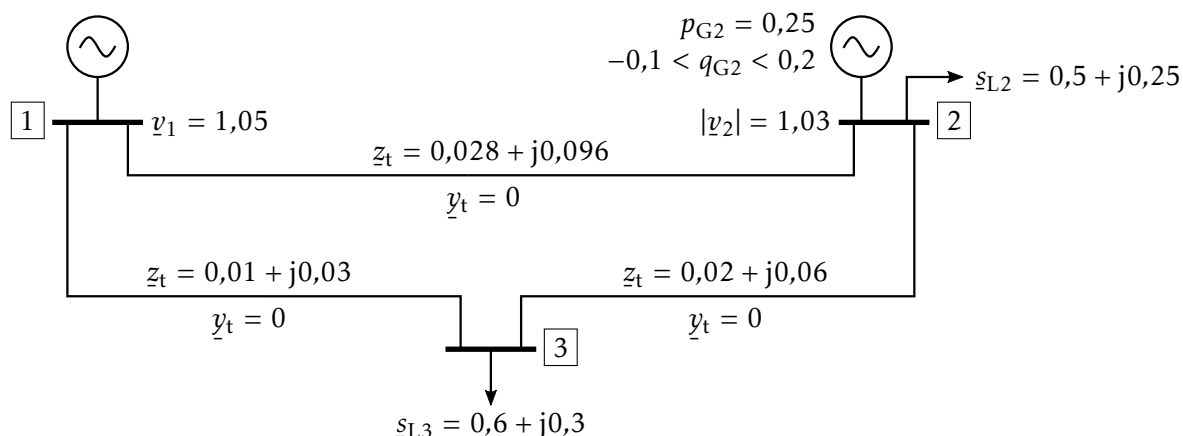 p_G2 = 0,25
−0,1 < q_G2 < 0,2
s_L2 = 0,5 + j0,25
1
v_1 = 1,05
|v_2| = 1,03
2
z_t = 0,028 + j0,096
y_t = 0
z_t = 0,01 + j0,03
z_t = 0,02 + j0,06
y_t = 0
y_t = 0
3
s_L3 = 0,6 + j0,3